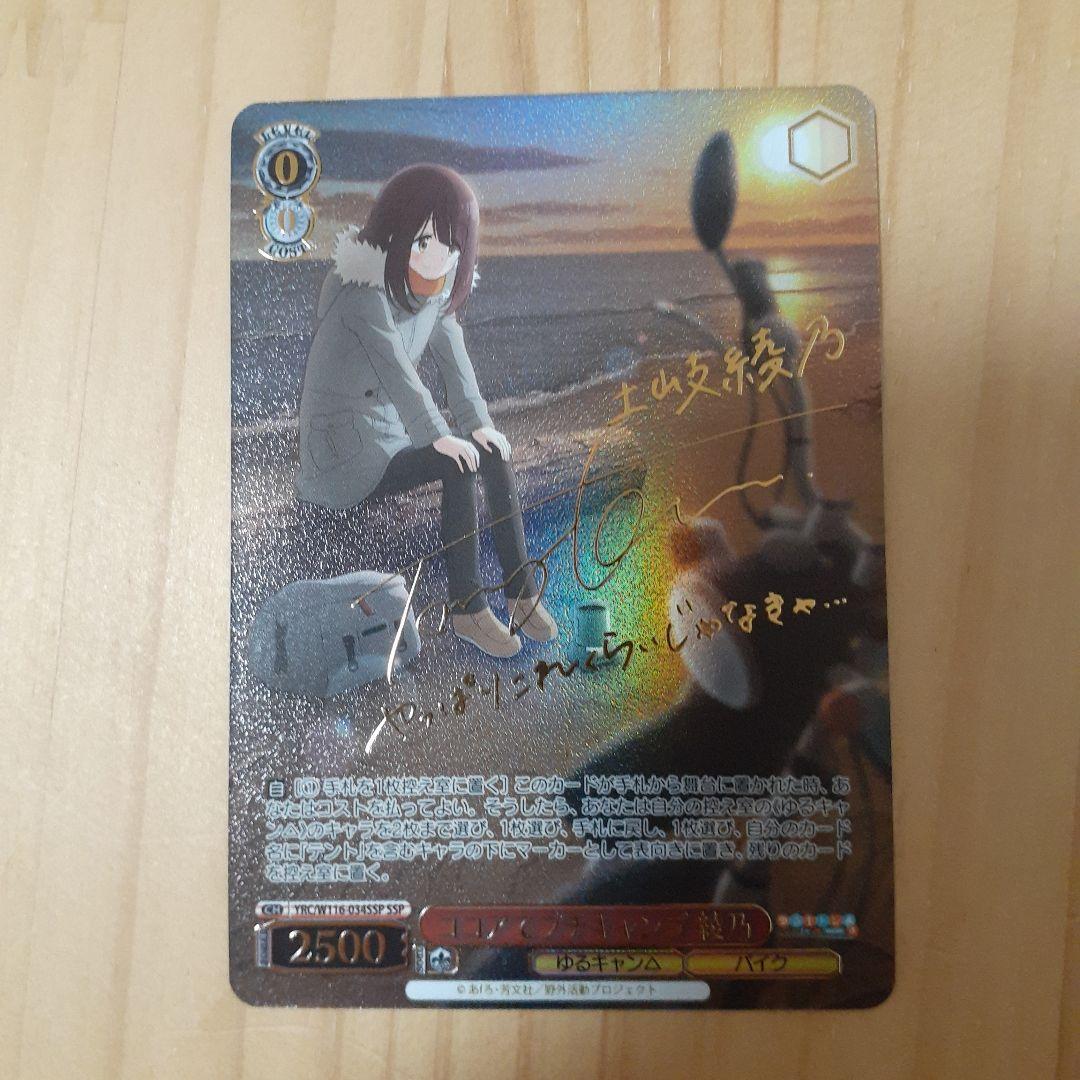 LEVEL
0
0
COST
土岐綾乃
やっぱりこれくらいじゃなきゃ…
自 [(1) 手札を1枚控え室に置く] このカードが手札から舞台に置かれた時、あ
なたはコストを払ってよい。そうしたら、あなたは自分の控え室の《ゆるキャ
ン△》のキャラを2枚まで選び、1枚選び、手札に戻し、1枚選び、自分のカード
名に「テント」を含むキャラの下にマーカーとして表向きに置き、残りのカード
を控え室に置く。
CH YRC/W116-034SSP SSP
2500
ココアでプチキャンプ 綾乃
ゆるキャン△ バイク
©あfろ・芳文社／野外活動プロジェクト